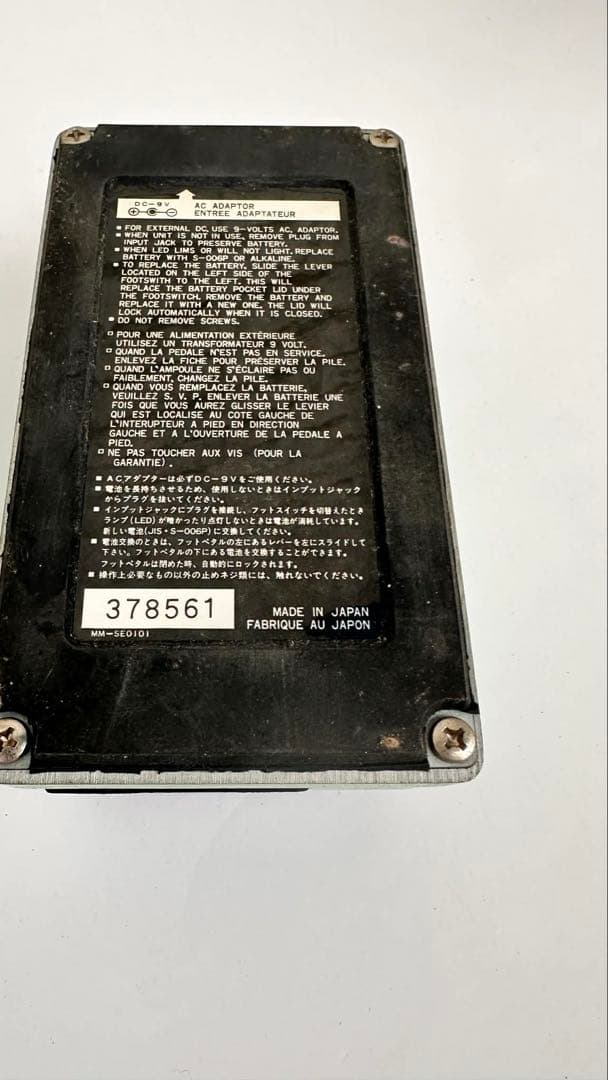 DC-9V
AC ADAPTOR
ENTREE ADAPTATEUR
■ FOR EXTERNAL DC, USE 9-VOLTS AC, ADAPTOR.
■ WHEN UNIT IS NOT IN USE, REMOVE PLUG FROM
INPUT JACK TO PRESERVE BATTERY.
■ WHEN LED LIMS OR WILL NOT LIGHT, REPLACE
BATTERY WITH S-006P OR ALKALINE.
■ TO REPLACE THE BATTERY, SLIDE THE LEVER
LOCATED ON THE LEFT SIDE OF THE
FOOTSWITH TO THE LEFT. THIS WILL
REPLACE THE BATTERY POCKET LID UNDER
THE FOOTSWITCH. REMOVE THE BATTERY AND
REPLACE IT WITH A NEW ONE. THE LID WILL
LOCK AUTOMATICALLY WHEN IT IS CLOSED.
■ DO NOT REMOVE SCREWS.
□ POUR UNE ALIMENTATION EXTÉRIEURE
UTILISEZ UN TRANSFORMATEUR 9 VOLT.
□ QUAND LA PEDALE N'EST PAS EN SERVICE,
ENLEVEZ LA FICHE POUR PRÉSERVER LA PILE.
□ QUAND L'AMPOULE NE S'ÉCLAIRE PAS OU
FAIBLEMENT, CHANGEZ LA PILE.
□ QUAND VOUS REMPLACEZ LA BATTERIE,
VEUILLEZ S. V. P. ENLEVER LA BATTERIE UNE
FOIS QUE VOUS AUREZ GLISSER LE LEVIER
QUI EST LOCALISE AU COTE GAUCHE DE
L'INTERUPTEUR A PIED EN DIRECTION
GAUCHE ET A L'OUVERTURE DE LA PEDALE A
PIED.
□ NE PAS TOUCHER AUX VIS (POUR LA
GARANTIE).
■ ACアダプターは必ずDC-9Vをご使用ください。
■ 電池を長持ちさせるため、使用しないときはインプットジャック
からプラグを抜いてください。
■ インプットジャックにプラグを接続し、フットスイッチを切替えたとき
ランプ(LED)が暗かったり点灯しないときは電池が消耗しています。
新しい電池(JIS・S-006P)に交換してください。
■ 電池交換のときは、フットペタルの左にあるレバーを左にスライドして
下さい。フットペタルの下にある電池を交換することができます。
フットペタルは閉めた時、自動的にロックされます。
■ 操作上必要なもの以外の止めネジ類には、触れないでください。
378561
MADE IN JAPAN
FABRIQUE AU JAPON
MM-SE0101